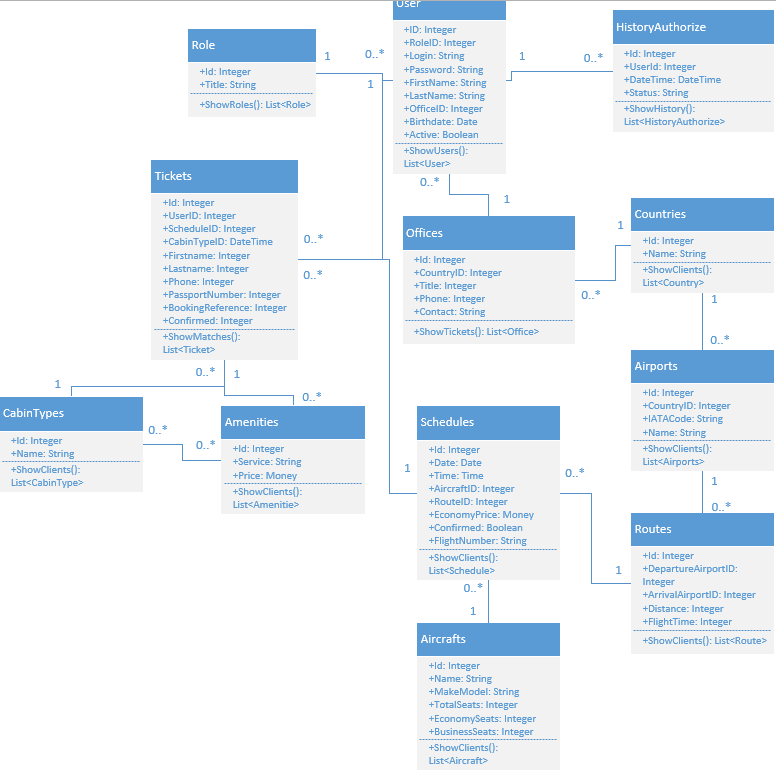 User
+ID: Integer
+RoleID: Integer
+Login: String
+Password: String
+FirstName: String
+LastName: String
+OfficeID: Integer
+Birthdate: Date
+Active: Boolean
+ShowUsers():
List<User>
HistoryAuthorize
+Id: Integer
+UserId: Integer
+DateTime: DateTime
+Status: String
+ShowHistory():
List<HistoryAuthorize>
Role
+Id: Integer
+Title: String
+ShowRoles(): List<Role>
1
0..*
1
1
0..*
Tickets
+Id: Integer
+UserID: Integer
+ScheduleID: Integer
+CabinTypeID: DateTime
+Firstname: Integer
+Lastname: Integer
+Phone: Integer
+PassportNumber: Integer
+BookingReference: Integer
+Confirmed: Integer
+ShowMatches():
List<Ticket>
0..*
0..*
0..*
1
Offices
+Id: Integer
+CountryID: Integer
+Title: Integer
+Phone: Integer
+Contact: String
+ShowTickets(): List<Office>
1
0..*
Countries
+Id: Integer
+Name: String
+ShowClients():
List<Country>
1
0..*
Airports
+Id: Integer
+CountryID: Integer
+IATACode: String
+Name: String
+ShowClients():
List<Airports>
1
0..*
1
0..*
1
0..*
CabinTypes
+Id: Integer
+Name: String
+ShowClients():
List<CabinType>
0..*
0..*
Amenities
+Id: Integer
+Service: String
+Price: Money
+ShowClients():
List<Amenitie>
Schedules
+Id: Integer
+Date: Date
+Time: Time
+AircraftID: Integer
+RouteID: Integer
+EconomyPrice: Money
+Confirmed: Boolean
+FlightNumber: String
+ShowClients():
List<Schedule>
1
0..*
1
Routes
+Id: Integer
+DepartureAirportID:
Integer
+ArrivalAirportID: Integer
+Distance: Integer
+FlightTime: Integer
+ShowClients(): List<Route>
0..*
1
Aircrafts
+Id: Integer
+Name: String
+MakeModel: String
+TotalSeats: Integer
+EconomySeats: Integer
+BusinessSeats: Integer
+ShowClients():
List<Aircraft>